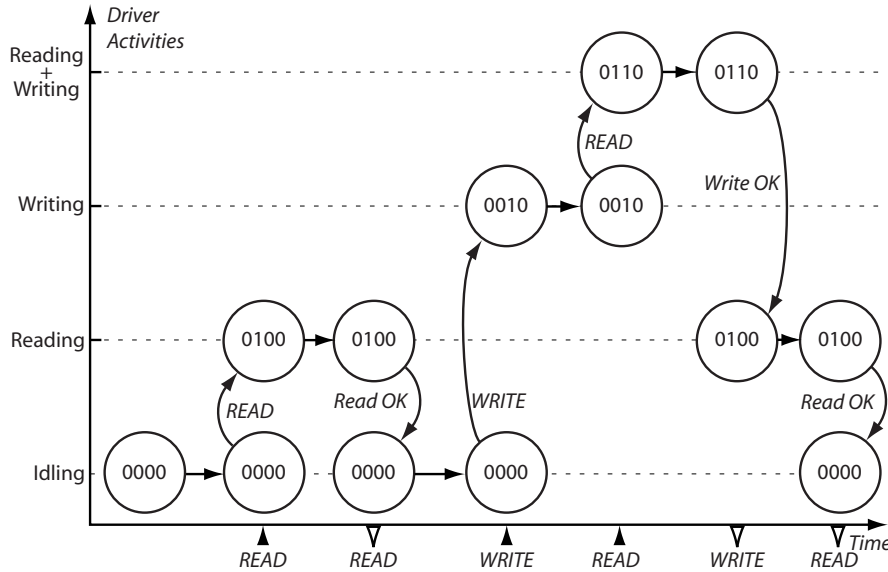 Driver
Activities
Reading
+
Writing
0110
0110
READ
Write OK
Writing
0010
0010
Reading
0100
0100
0100
0100
READ
Read OK
WRITE
Read OK
Idling
0000
0000
0000
0000
0000
Time
READ
READ
WRITE
READ
WRITE
READ